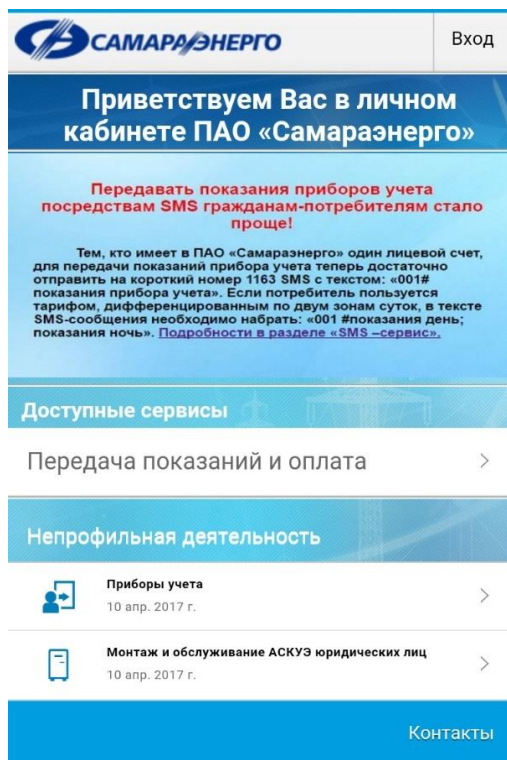 САМАРАЭНЕРГО
Вход
Приветствуем Вас в личном
кабинете ПАО «Самараэнерго»
Передавать показания приборов учета
посредствам SMS гражданам-потребителям стало
проще!
Тем, кто имеет в ПАО «Самараэнерго» один лицевой счет,
для передачи показаний прибора учета теперь достаточно
отправить на короткий номер 1163 SMS с текстом: «001#
показания прибора учета». Если потребитель пользуется
тарифом, дифференцированным по двум зонам суток, в тексте
SMS-сообщения необходимо набрать: «001 #показания день;
показания ночь». Подробности в разделе «SMS –сервис».
Доступные сервисы
Передача показаний и оплата
Непрофильная деятельность
Приборы учета
10 апр. 2017 г.
Монтаж и обслуживание АСКУЭ юридических лиц
10 апр. 2017 г.
Контакты